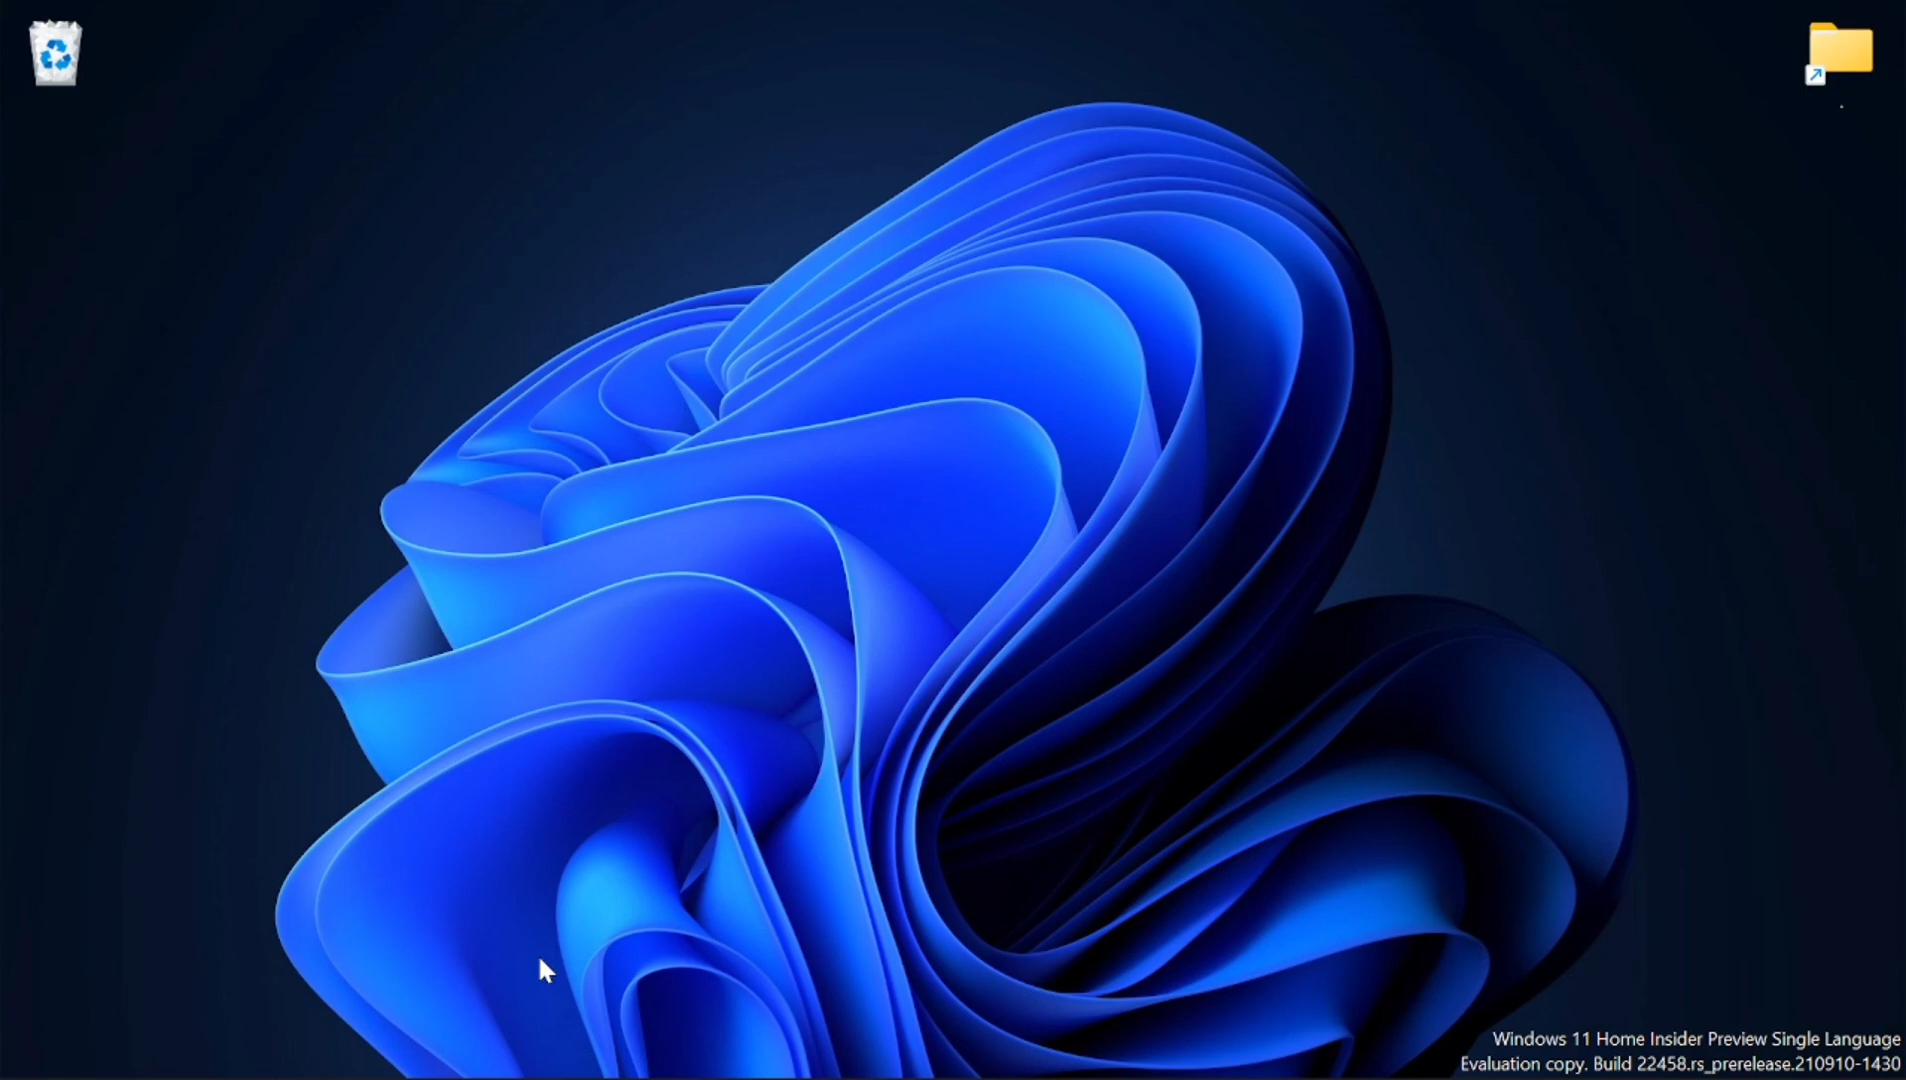 .
Windows 11 Home Insider Preview Single Language
Evaluation copy. Build 22458.rs_prerelease.210910-1430